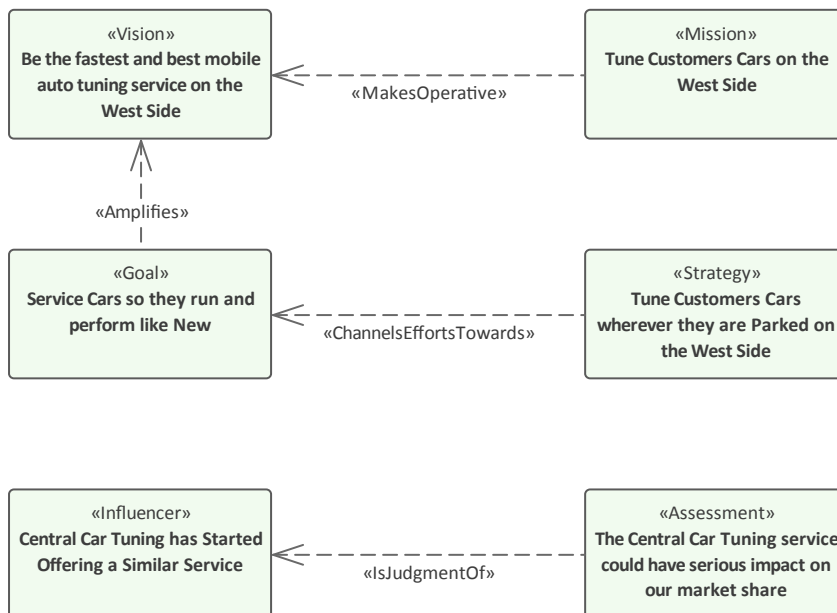 «Vision»
Be the fastest and best mobile
auto tuning service on the
West Side
«Mission»
Tune Customers Cars on the
West Side
«MakesOperative»
«Amplifies»
«Goal»
Service Cars so they run and
perform like New
«Strategy»
Tune Customers Cars
wherever they are Parked on
the West Side
«ChannelsEffortsTowards»
«Influencer»
Central Car Tuning has Started
Offering a Similar Service
«Assessment»
The Central Car Tuning service
could have serious impact on
our market share
«IsJudgmentOf»